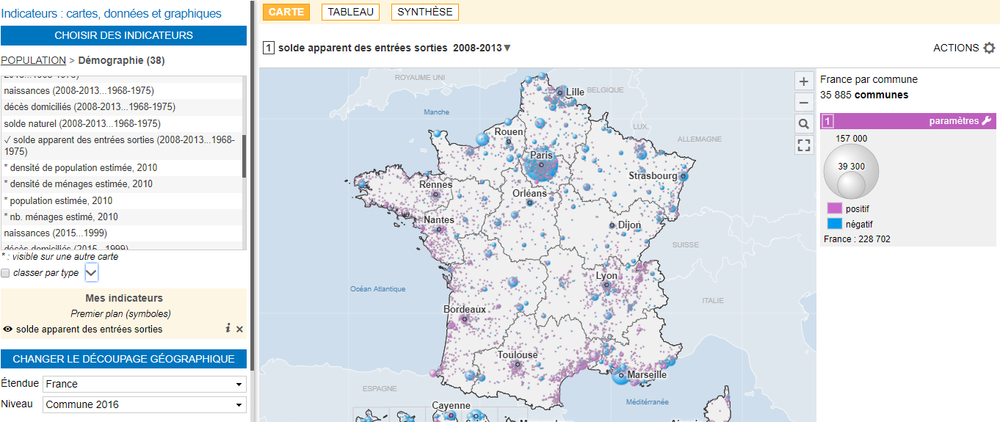 Indicateurs : cartes, données et graphiques
CHOISIR DES INDICATEURS
POPULATION > Démographie (38)
naissances (2008-2013...1968-1975)
décès domiciliés (2008-2013...1968-1975)
solde naturel (2008-2013...1968-1975)
✓ solde apparent des entrées sorties (2008-2013...1968-
1975)
* densité de population estimée, 2010
* densité de ménages estimée, 2010
* population estimée, 2010
* nb. ménages estimé, 2010
naissances (2015...1999)
décès domiciliés (2015...1999)
* : visible sur une autre carte
classer par type
Mes indicateurs
Premier plan (symboles)
solde apparent des entrées sorties i ×
CHANGER LE DÉCOUPAGE GÉOGRAPHIQUE
Étendue France
Niveau Commune 2016
CARTE TABLEAU SYNTHÈSE
1 solde apparent des entrées sorties 2008-2013 ▼
ACTIONS
ROYAUME UNI
BELGIQUE
Lille
Manche
LUX.
Rouen
ALLEMAGNE
Paris
Strasbourg
Rennes
Orléans
Nantes
Dijon
SUISSE
Lyon
Océan Atlantique
ITALIE
Bordeaux
Toulouse
Marseille
ESPAGNE
Méditérranée
Cayenne
+
−
France par commune
35 885 communes
1 paramètres
157 000
39 300
positif
négatif
France : 228 702